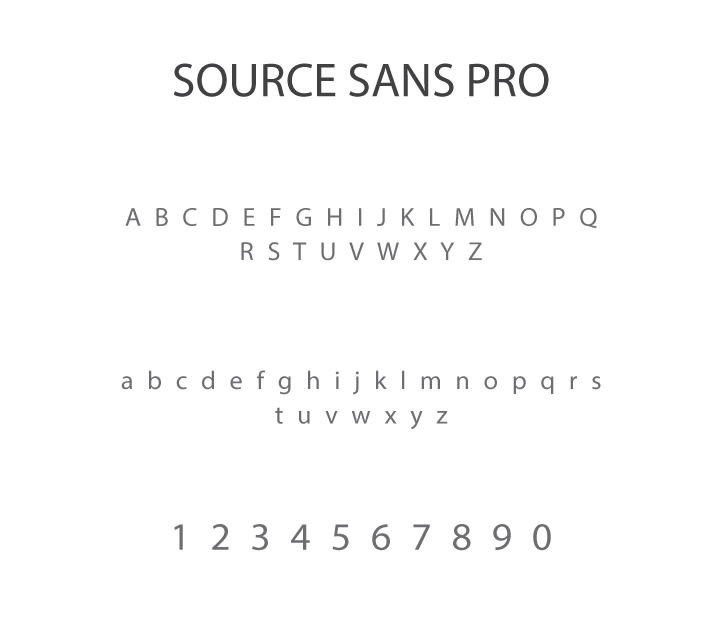 SOURCE SANS PRO
A B C D E F G H I J K L M N O P Q
R S T U V W X Y Z
a b c d e f g h i j k l m n o p q r s
t u v w x y z
1 2 3 4 5 6 7 8 9 0